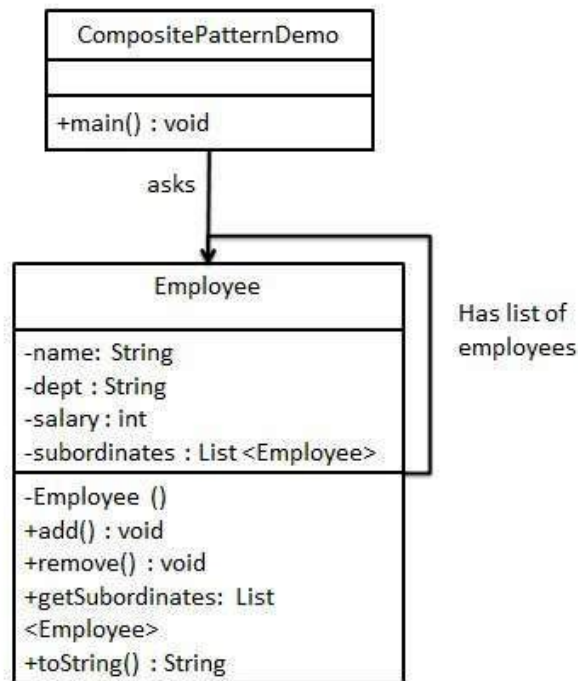 CompositePatternDemo
+main() : void
asks
Employee
Has list of
employees
-name: String
-dept : String
-salary : int
-subordinates : List <Employee>
-Employee ()
+add() : void
+remove() : void
+getSubordinates: List
<Employee>
+toString() : String